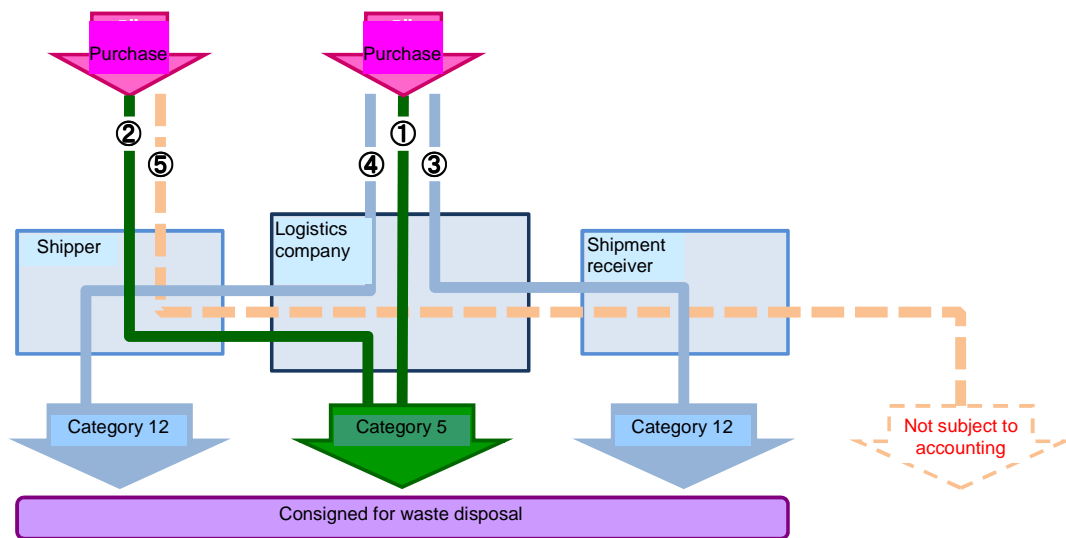 Purchase
Purchase
②
①
⑤
④
③
Shipper
Logistics
company
Shipment
receiver
Category 12
Category 5
Category 12
Not subject to
accounting
Consigned for waste disposal